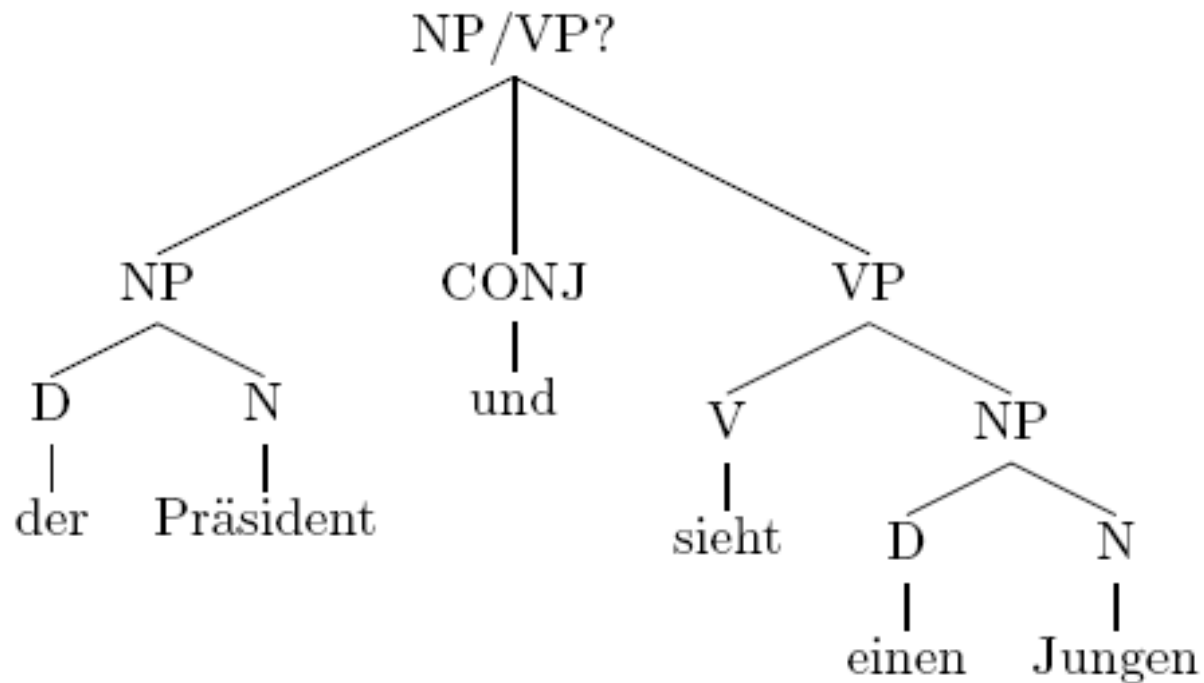 NP/VP?
NP CONJ VP
D N und V NP
der Präsident sieht D N
einen Jungen